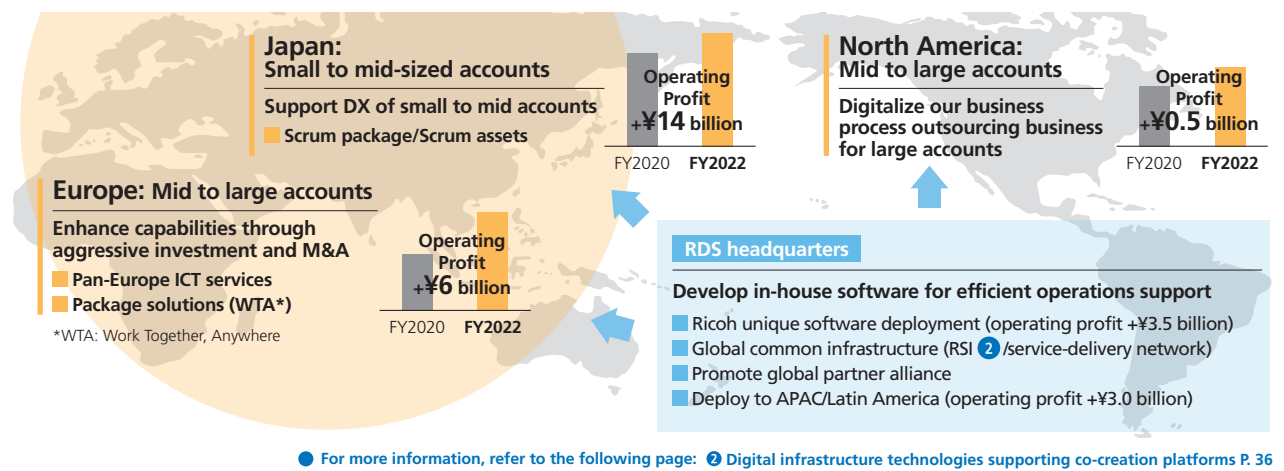 Japan:
Small to mid-sized accounts
Support DX of small to mid accounts
Scrum package/Scrum assets
Operating
Profit
+¥14 billion
FY2020 FY2022
North America:
Mid to large accounts
Digitalize our business
process outsourcing business
for large accounts
Operating
Profit
+¥0.5 billion
FY2020 FY2022
Europe: Mid to large accounts
Enhance capabilities through
aggressive investment and M&A
Pan-Europe ICT services
Package solutions (WTA*)
*WTA: Work Together, Anywhere
Operating
Profit
+¥6 billion
FY2020 FY2022
RDS headquarters
Develop in-house software for efficient operations support
Ricoh unique software deployment (operating profit +¥3.5 billion)
Global common infrastructure (RSI 2 /service-delivery network)
Promote global partner alliance
Deploy to APAC/Latin America (operating profit +¥3.0 billion)
For more information, refer to the following page: 2 Digital infrastructure technologies supporting co-creation platforms P. 36